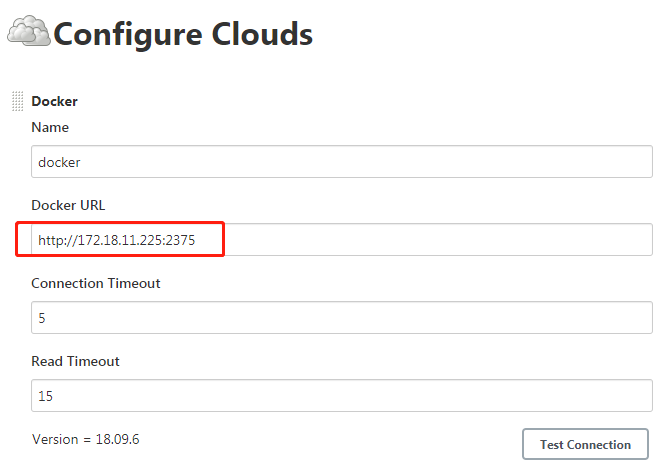 Configure Clouds
Docker
Name
docker
Docker URL
http://172.18.11.225:2375
Connection Timeout
5
Read Timeout
15
Version = 18.09.6
Test Connection